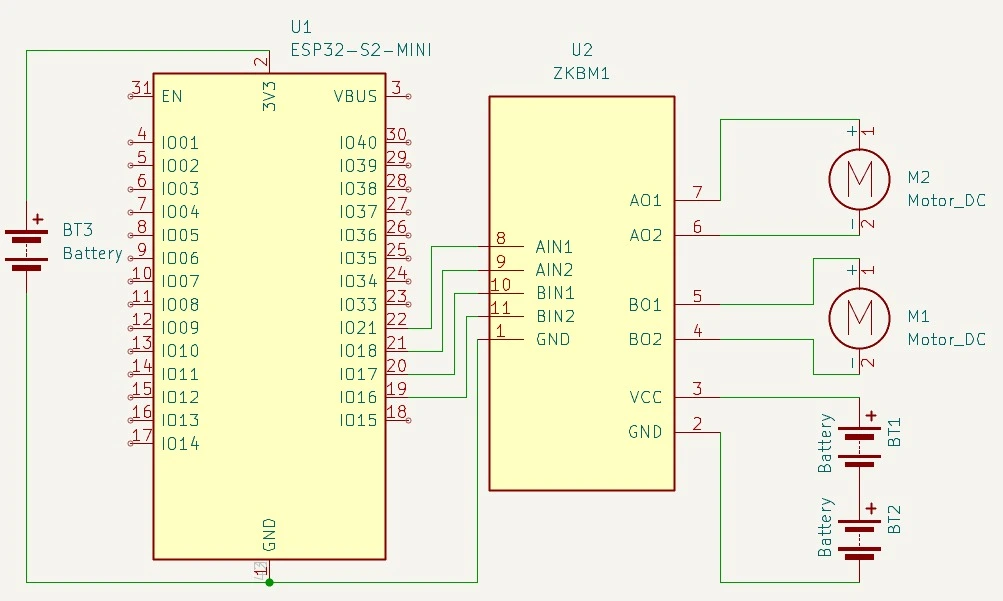 U1
ESP32-S2-MINI
U2
ZKBM1
2
3V3
31 EN
VBUS 3
4 IO01
5 IO02
6 IO03
7 IO04
8 IO05
9 IO06
10 IO07
11 IO08
12 IO09
13 IO10
14 IO11
15 IO12
16 IO13
17 IO14
IO40 30
IO39 29
IO38 28
IO37 27
IO36 26
IO35 25
IO34 24
IO33 23
IO21 22
IO18 21
IO17 20
IO16 19
IO15 18
GND
1
+
BT3
Battery
8 AIN1
9 AIN2
10 BIN1
11 BIN2
1 GND
AO1 7
AO2 6
BO1 5
BO2 4
VCC 3
GND 2
+ 1
M
M2
Motor_DC
- 2
+ 1
M
M1
Motor_DC
- 2
+
Battery
BT1
+
Battery
BT2